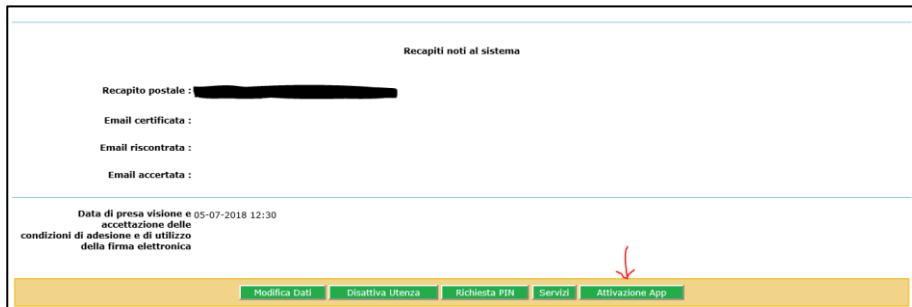 Recapiti noti al sistema
Recapito postale :
Email certificata :
Email riscontrata :
Email accertata :
Data di presa visione e 05-07-2018 12:30
accettazione delle
condizioni di adesione e di utilizzo
della firma elettronica
Modifica Dati Disattiva Utenza Richiesta PIN Servizi Attivazione App